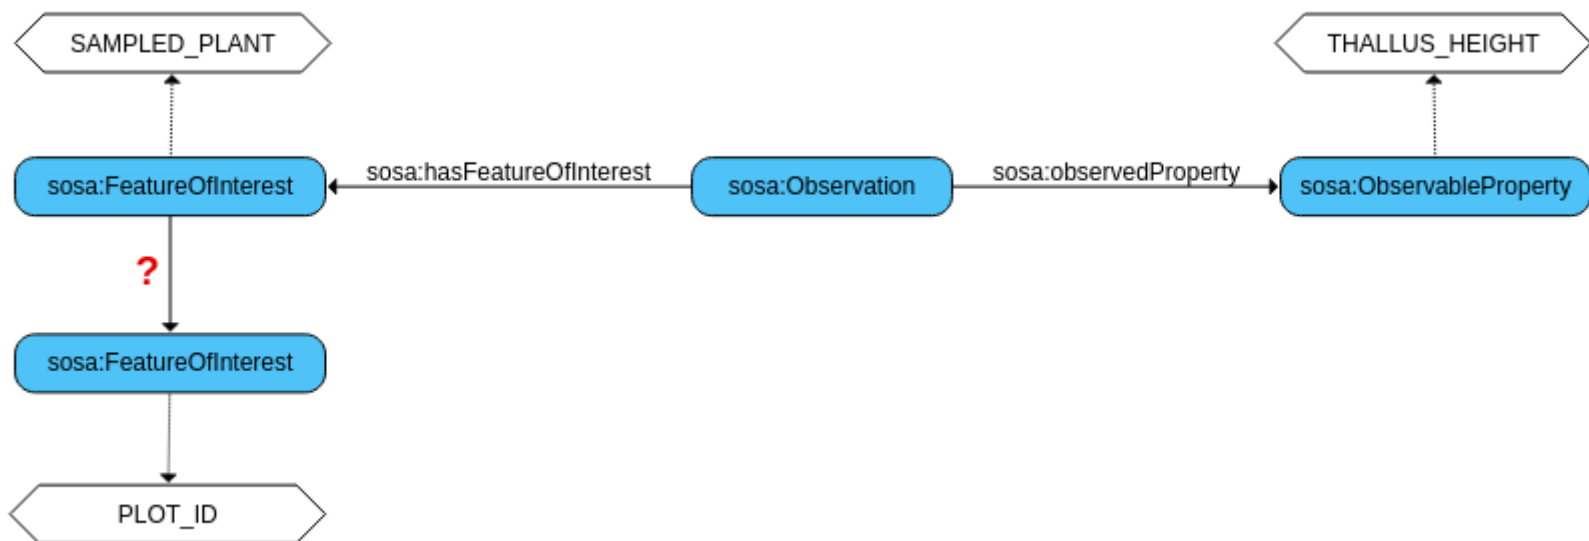 SAMPLED_PLANT
THALLUS_HEIGHT
sosa:FeatureOfInterest
sosa:hasFeatureOfInterest
sosa:Observation
sosa:observedProperty
sosa:ObservableProperty
?
sosa:FeatureOfInterest
PLOT_ID